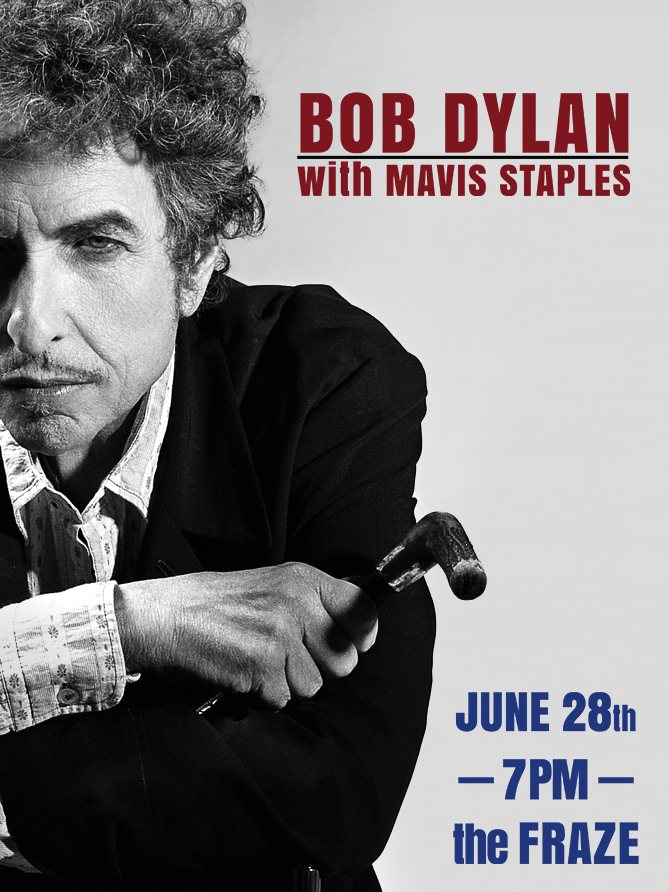 BOB DYLAN
with MAVIS STAPLES
JUNE 28th
— 7PM —
the FRAZE